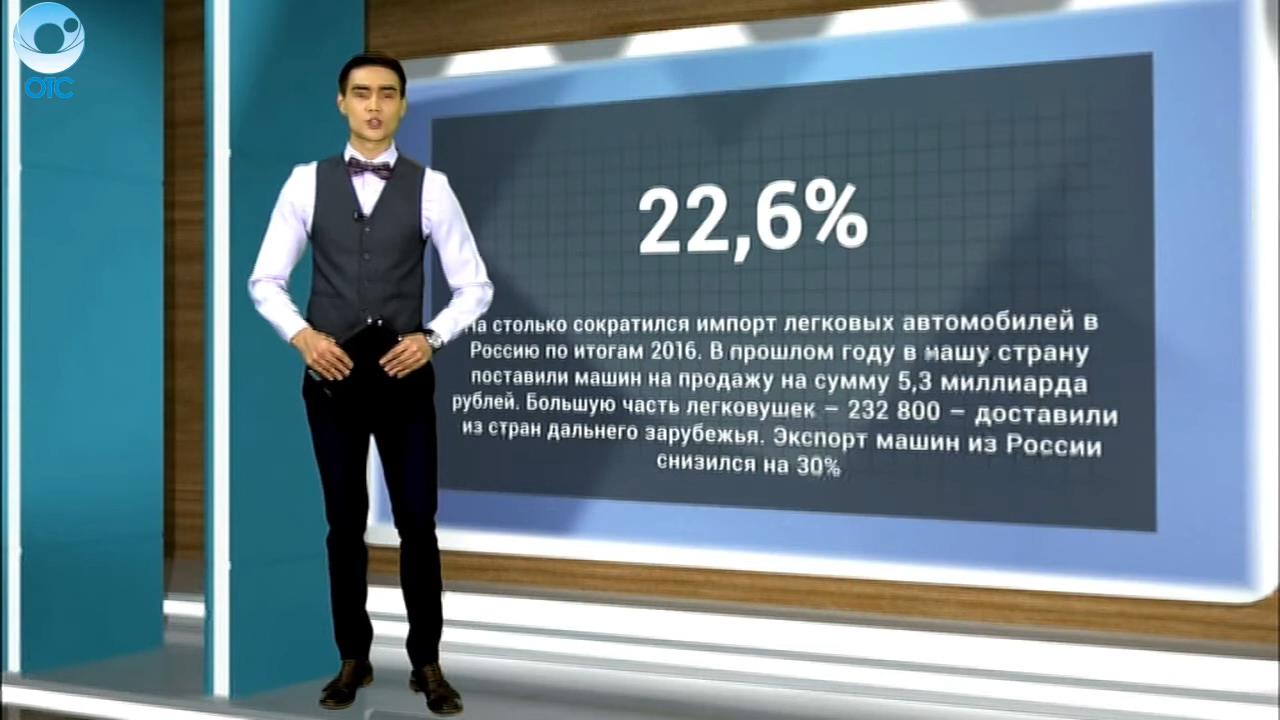 ОТС
22,6%
На столько сократился импорт легковых автомобилей в
Россию по итогам 2016. В прошлом году в нашу страну
поставили машин на продажу на сумму 5,3 миллиарда
рублей. Большую часть легковушек – 232 800 – доставили
из стран дальнего зарубежья. Экспорт машин из России
снизился на 30%